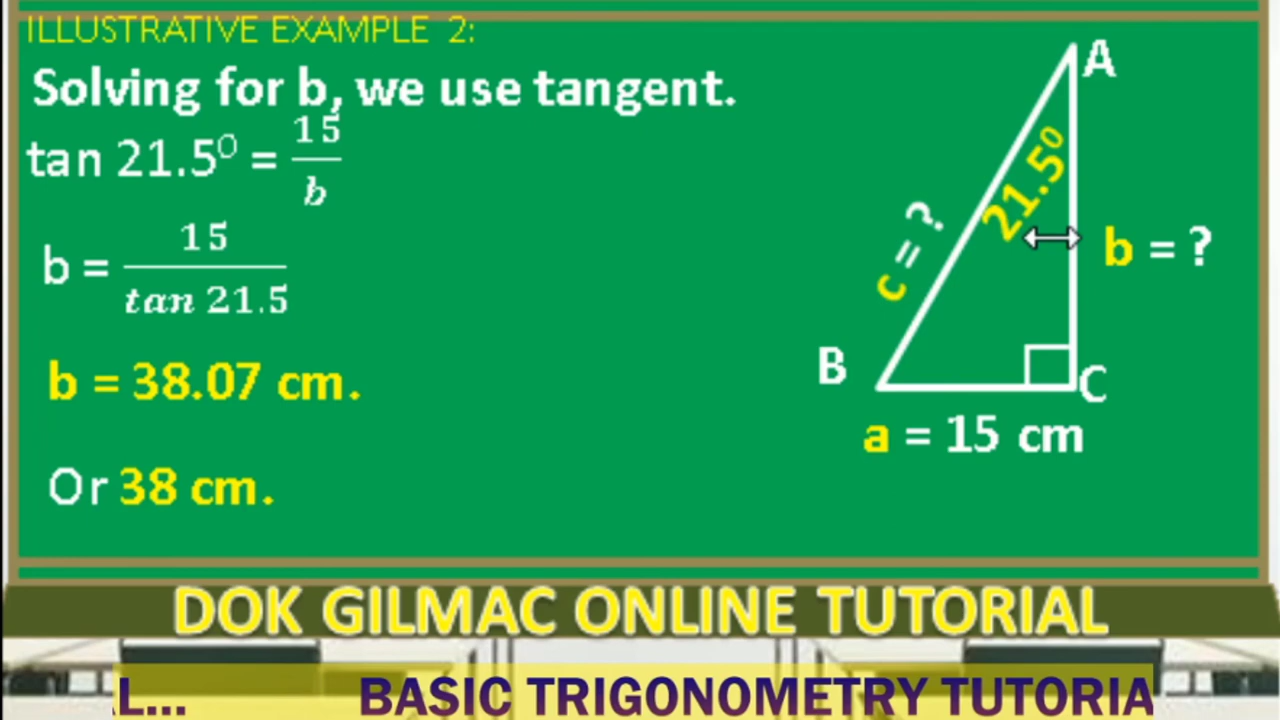 ILLUSTRATIVE EXAMPLE 2:
Solving for b, we use tangent.
tan 21.5⁰ = 15/b
b = 15/tan 21.5
b = 38.07 cm.
Or 38 cm.
A
21.5⁰
c = ?
b = ?
B
C
a = 15 cm
DOK GILMAC ONLINE TUTORIAL
L... BASIC TRIGONOMETRY TUTORIA